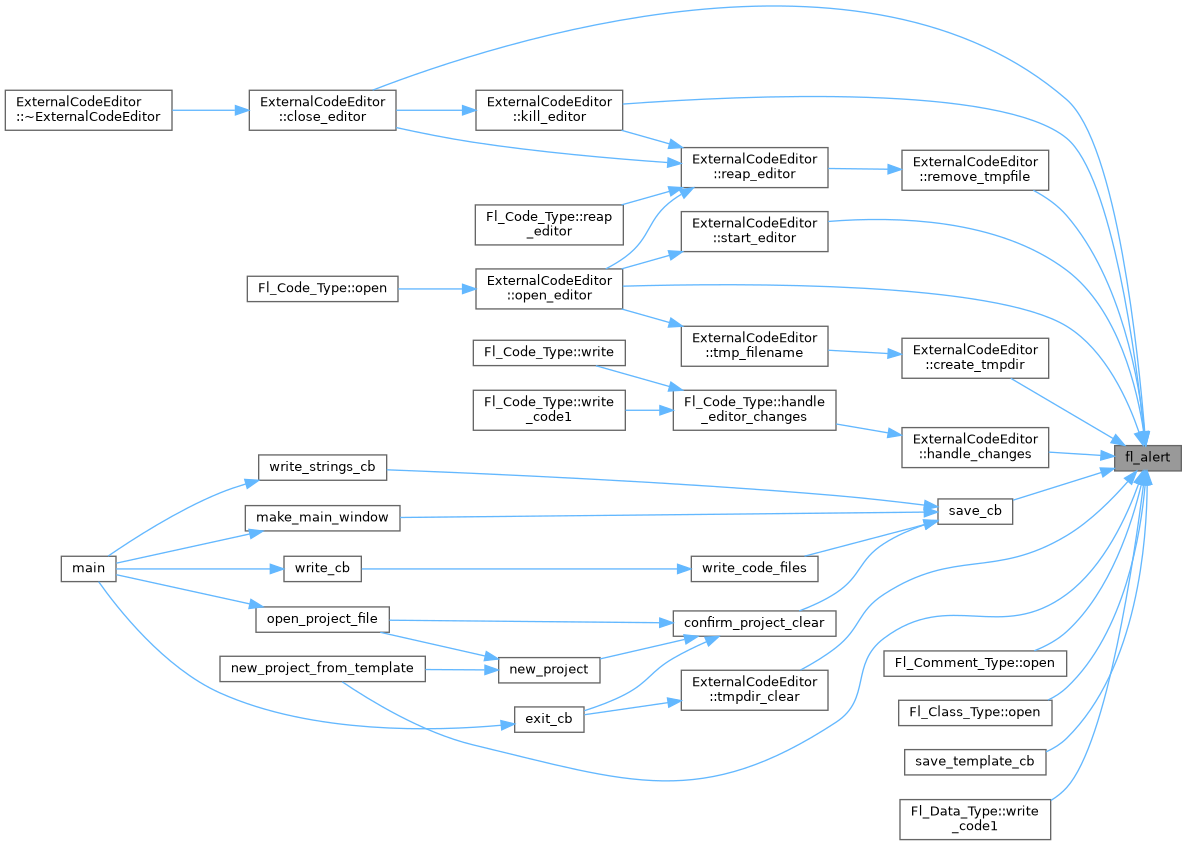 ExternalCodeEditor
::~ExternalCodeEditor
ExternalCodeEditor
::close_editor
ExternalCodeEditor
::kill_editor
ExternalCodeEditor
::reap_editor
ExternalCodeEditor
::remove_tmpfile
Fl_Code_Type::reap
_editor
ExternalCodeEditor
::start_editor
Fl_Code_Type::open
ExternalCodeEditor
::open_editor
ExternalCodeEditor
::tmp_filename
ExternalCodeEditor
::create_tmpdir
Fl_Code_Type::write
Fl_Code_Type::write
_code1
Fl_Code_Type::handle
_editor_changes
ExternalCodeEditor
::handle_changes
fl_alert
write_strings_cb
make_main_window
save_cb
main
write_cb
write_code_files
open_project_file
confirm_project_clear
new_project_from_template
new_project
ExternalCodeEditor
::tmpdir_clear
exit_cb
Fl_Comment_Type::open
Fl_Class_Type::open
save_template_cb
Fl_Data_Type::write
_code1